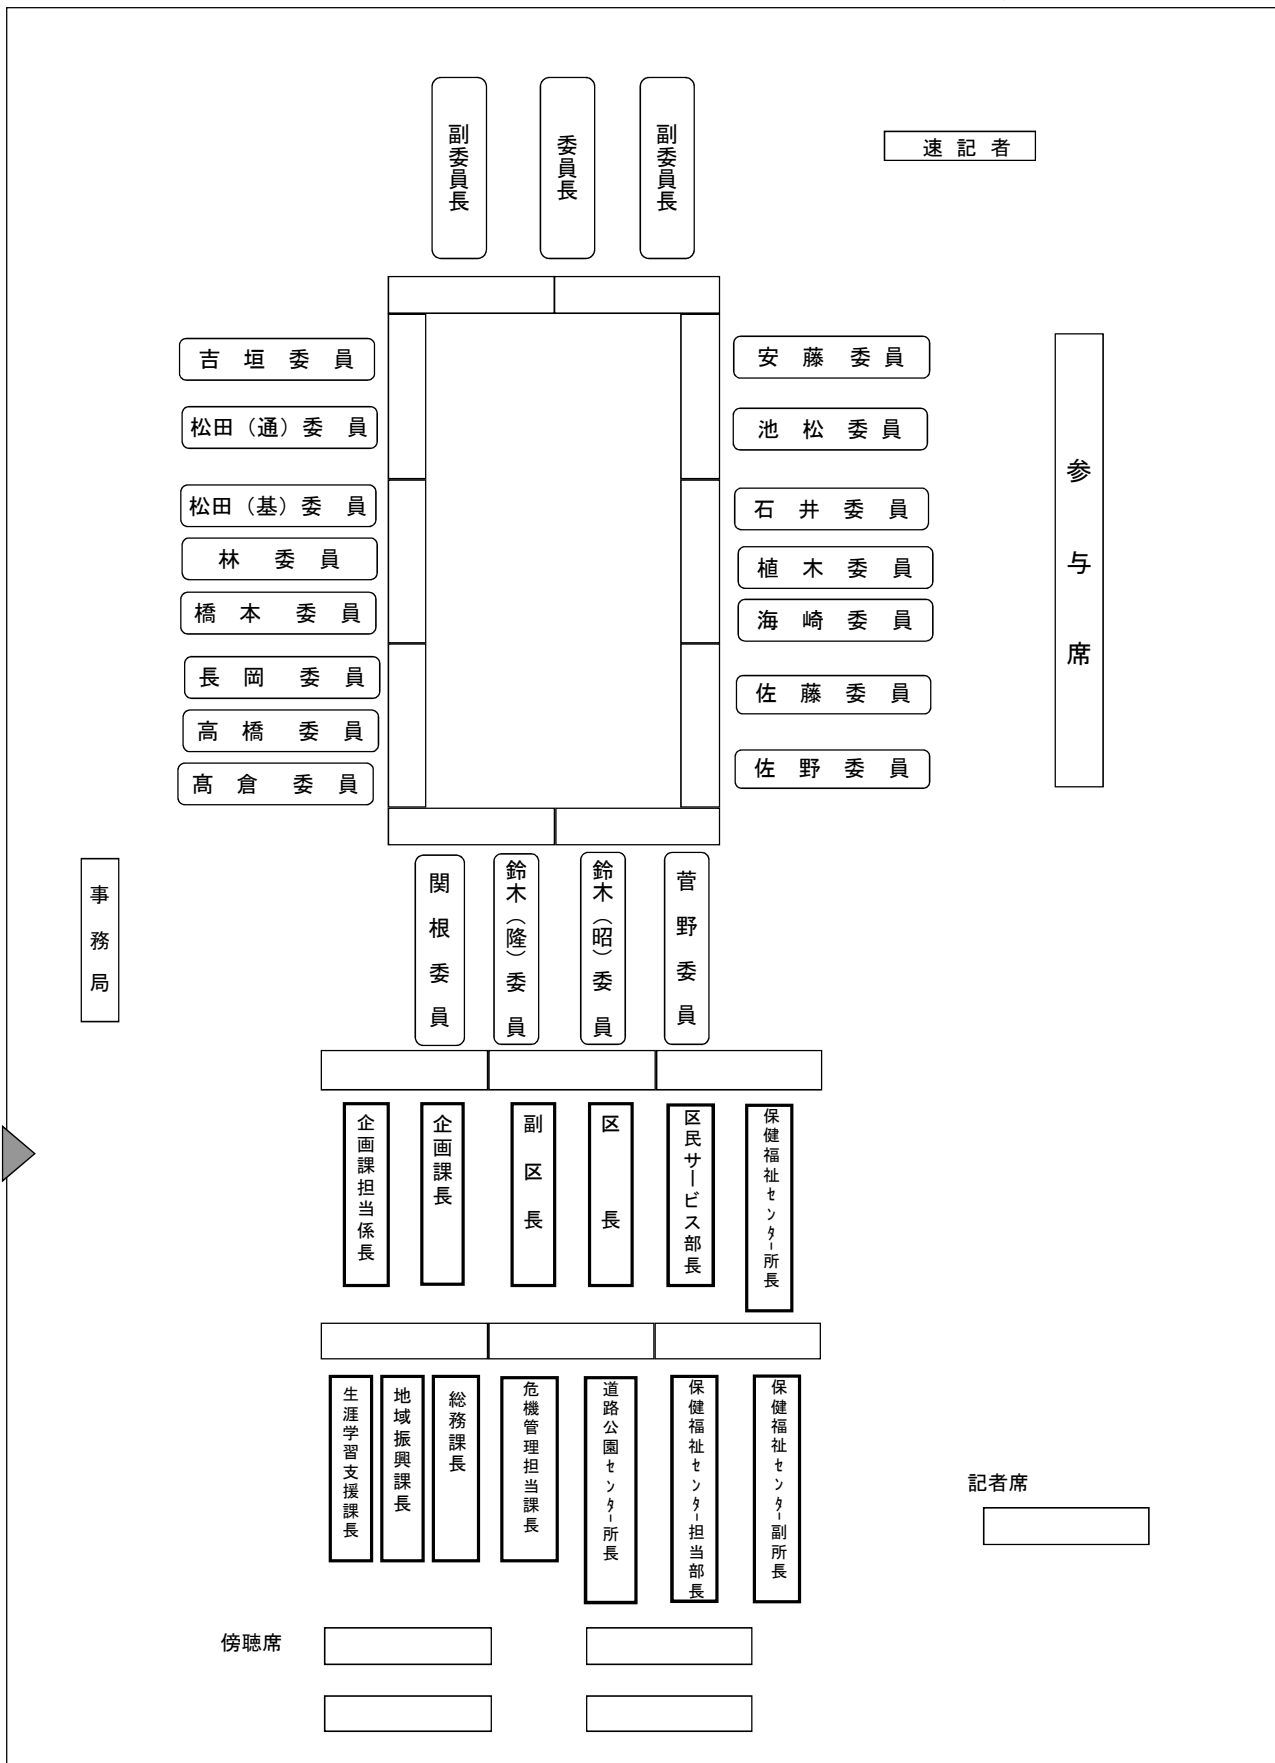 副委員長
委員長
副委員長
速記者
吉垣委員
松田（通）委員
松田（基）委員
林委員
橋本委員
長岡委員
高橋委員
髙倉委員
安藤委員
池松委員
石井委員
植木委員
海崎委員
佐藤委員
佐野委員
参与席
事務局
関根委員
鈴木（隆）委員
鈴木（昭）委員
菅野委員
企画課担当係長
企画課長
副区長
区長
区民サービス部長
保健福祉ｾﾝﾀｰ所長
生涯学習支援課長
地域振興課長
総務課長
危機管理担当課長
道路公園ｾﾝﾀｰ所長
保健福祉ｾﾝﾀｰ担当部長
保健福祉ｾﾝﾀｰ副所長
記者席
傍聴席